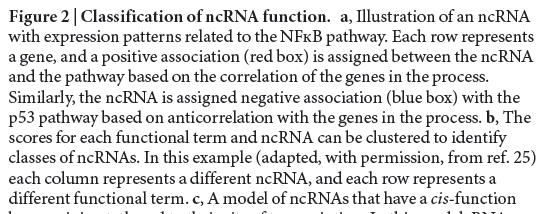 Figure 2 | Classification of ncRNA function. a, Illustration of an ncRNA
with expression patterns related to the NFκB pathway. Each row represents
a gene, and a positive association (red box) is assigned between the ncRNA
and the pathway based on the correlation of the genes in the process.
Similarly, the ncRNA is assigned negative association (blue box) with the
p53 pathway based on anticorrelation with the genes in the process. b, The
scores for each functional term and ncRNA can be clustered to identify
classes of ncRNAs. In this example (adapted, with permission, from ref. 25)
each column represents a different ncRNA, and each row represents a
different functional term. c, A model of ncRNAs that have a cis-function